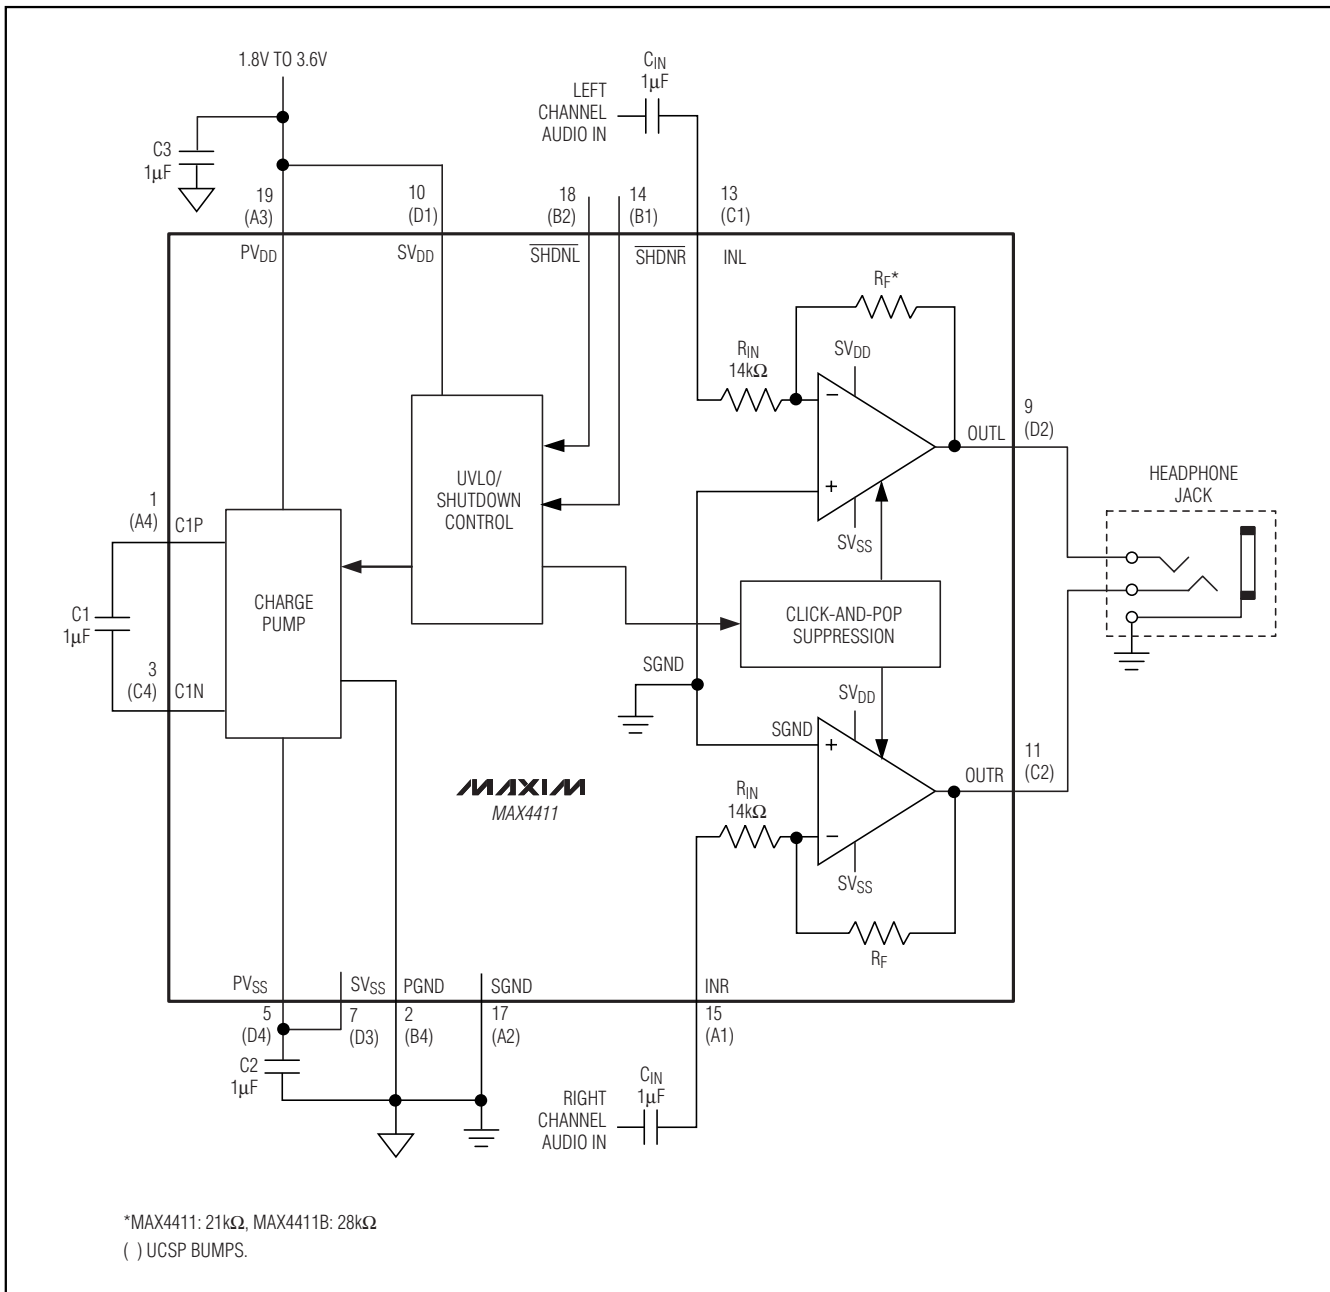 1.8V TO 3.6V
C3
1µF
19
(A3)
10
(D1)
18
(B2)
14
(B1)
13
(C1)
LEFT
CHANNEL
AUDIO IN
CIN
1µF
PVDD
SVDD
SHDNL
SHDNR
INL
RF*
RIN
14kΩ
SVDD
−
+
SVSS
OUTL
9
(D2)
HEADPHONE
JACK
UVLO/
SHUTDOWN
CONTROL
1
(A4)
C1P
C1
1µF
3
(C4)
C1N
CHARGE
PUMP
CLICK-AND-POP
SUPPRESSION
SGND
SVDD
SGND
+
−
SVSS
OUTR
11
(C2)
RIN
14kΩ
RF
MAXIM
MAX4411
PVSS
SVSS
PGND
SGND
INR
5
(D4)
7
(D3)
2
(B4)
17
(A2)
15
(A1)
C2
1µF
RIGHT
CHANNEL
AUDIO IN
CIN
1µF
*MAX4411: 21kΩ, MAX4411B: 28kΩ
( ) UCSP BUMPS.